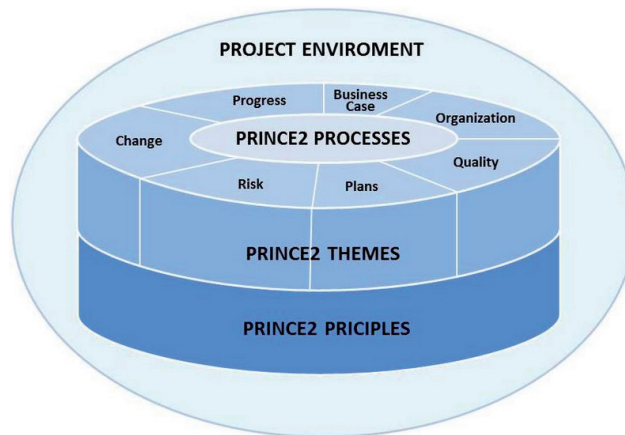 PROJECT ENVIROMENT
Progress
Business
Case
Organization
Change
PRINCE2 PROCESSES
Quality
Risk
Plans
PRINCE2 THEMES
PRINCE2 PRICIPLES